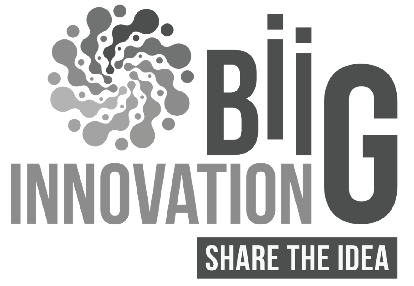 BiiG
INNOVATION
SHARE THE IDEA